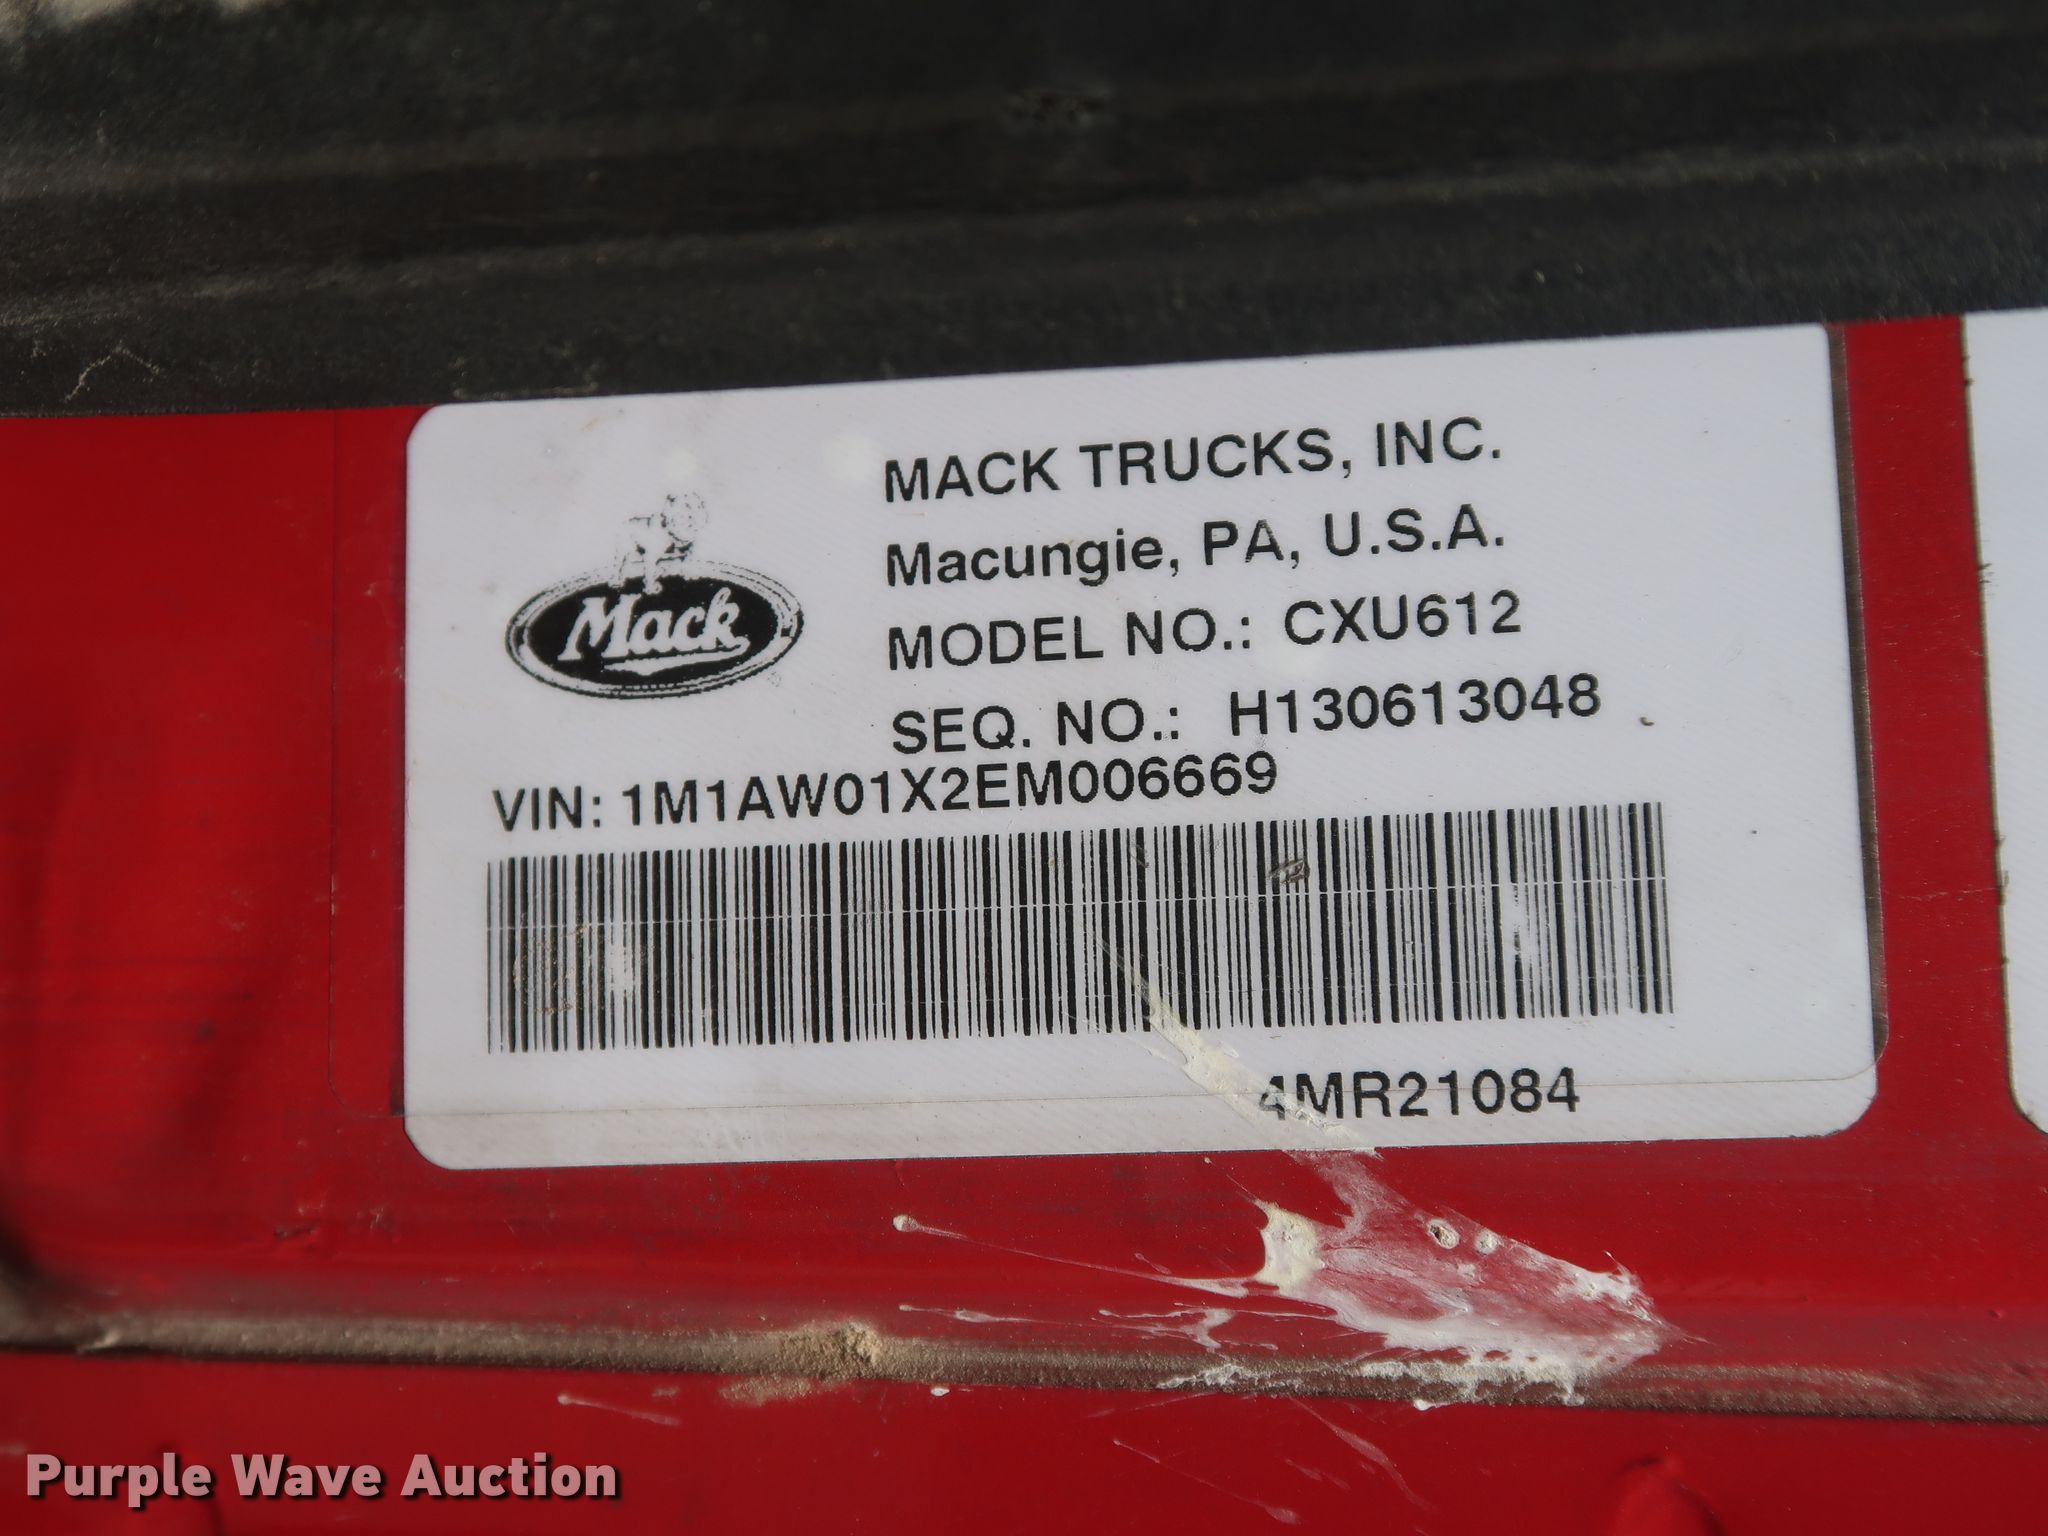 MACK TRUCKS, INC.
Macungie, PA, U.S.A.
Mack
MODEL NO.: CXU612
SEQ. NO.: H130613048
VIN: 1M1AW01X2EM006669
4MR21084
Purple Wave Auction